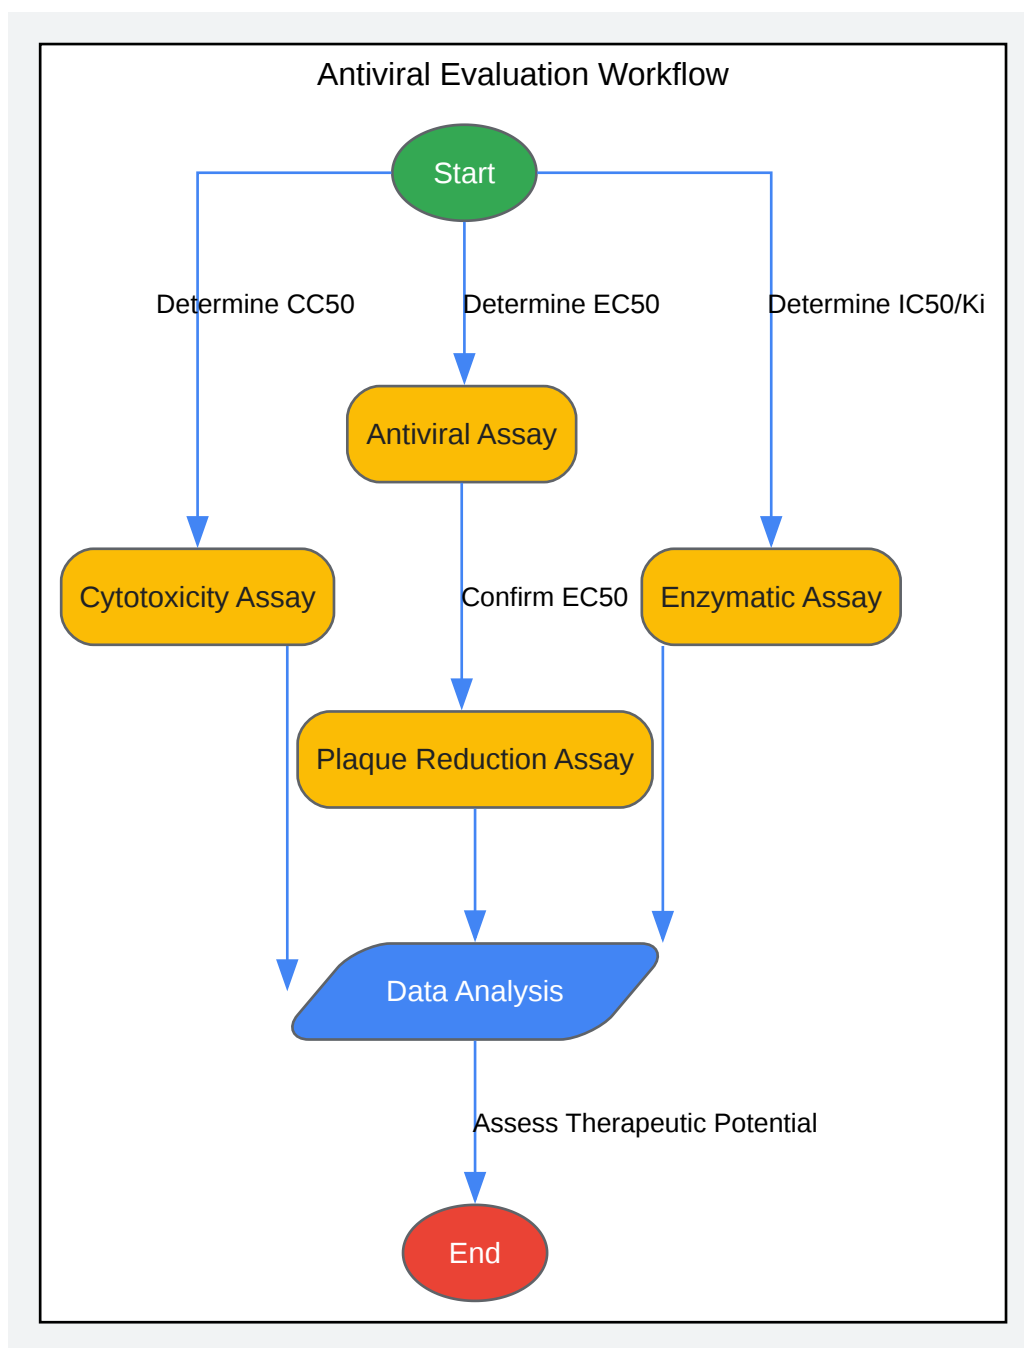 Antiviral Evaluation Workflow
Start
Determine CC50
Determine EC50
Determine IC50/Ki
Antiviral Assay
Cytotoxicity Assay
Confirm EC50
Enzymatic Assay
Plaque Reduction Assay
Data Analysis
Assess Therapeutic Potential
End